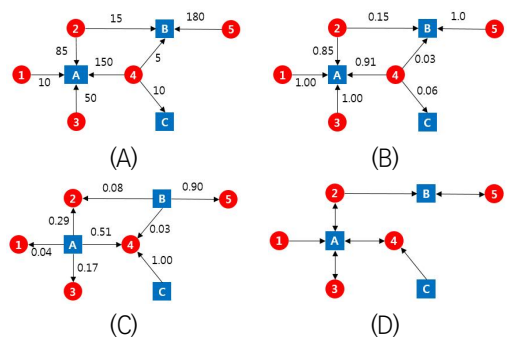 2 15 B 180 5
85 150 5
1 A 4
10 50 10
3 C
(A)
2 0.15 B 1.0 5
0.85 0.91 0.03
1 A 4
1.00 1.00 0.06
3 C
(B)
2 0.08 B 0.90 5
0.29 0.51 0.03
1 A 4
0.04 0.17 1.00
3 C
(C)
2 B 5
1 A 4
3 C
(D)